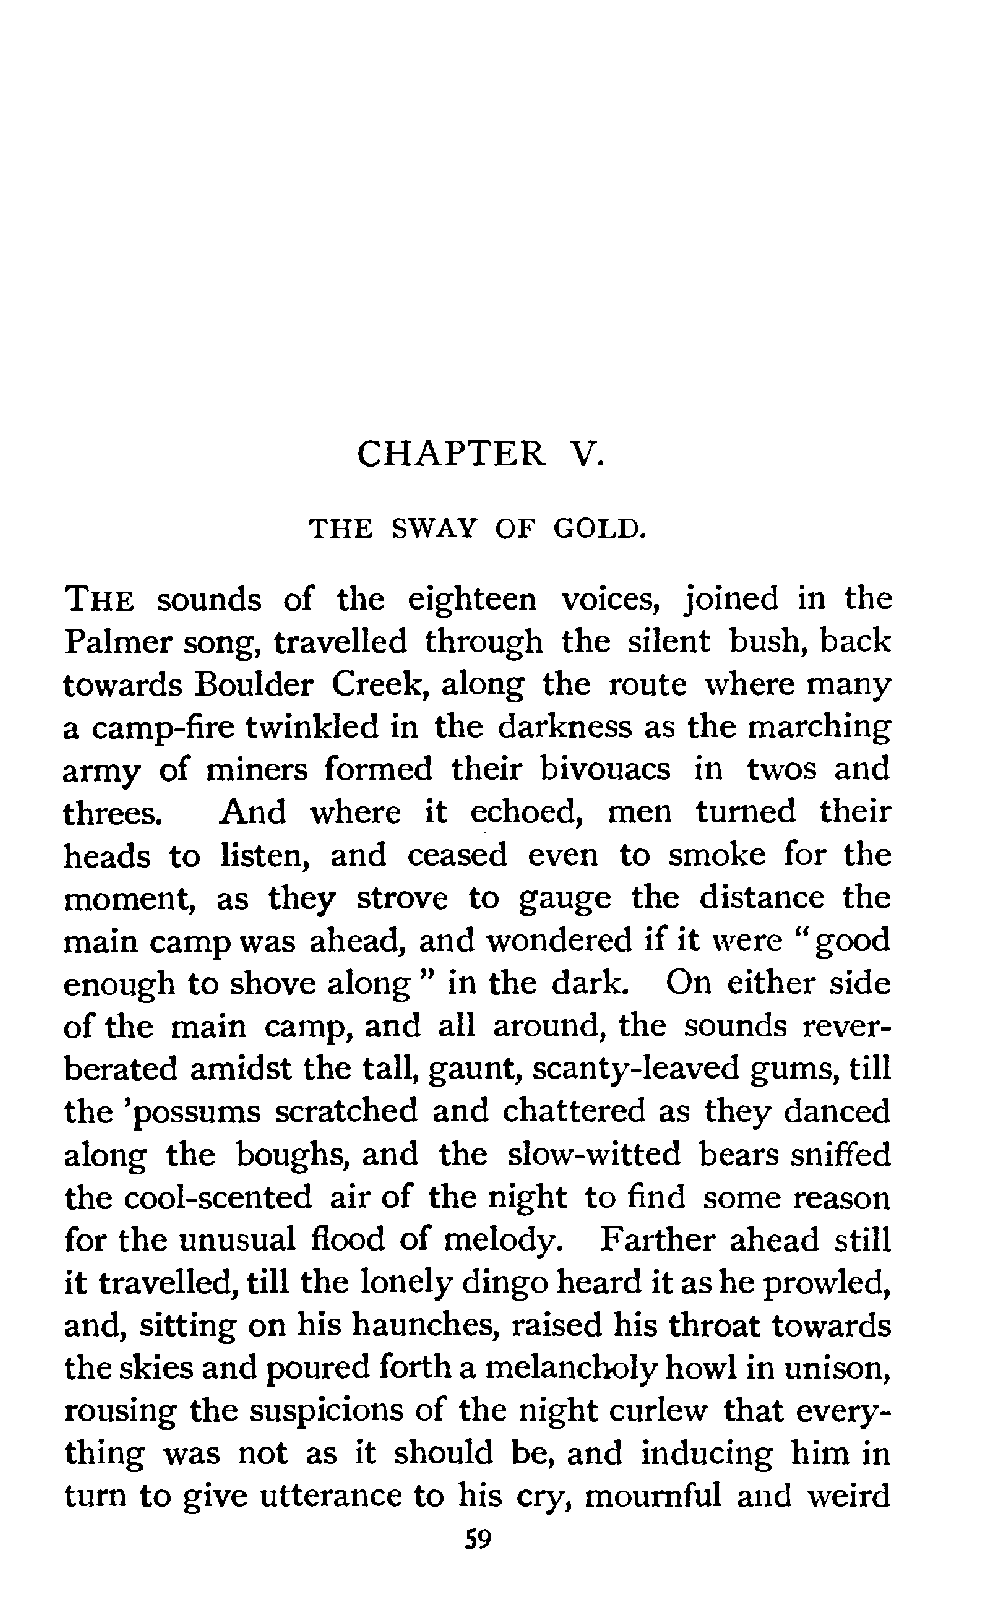 CHAPTER V.
THE SWAY OF GOLD.
THE sounds of the eighteen voices, joined in the
Palmer song, travelled through the silent bush, back
towards Boulder Creek, along the route where many
a camp-fire twinkled in the darkness as the marching
army of miners formed their bivouacs in twos and
threes. And where it echoed, men turned their
heads to listen, and ceased even to smoke for the
moment, as they strove to gauge the distance the
main camp was ahead, and wondered if it were "good
enough to shove along" in the dark. On either side
of the main camp, and all around, the sounds rever-
berated amidst the tall, gaunt, scanty-leaved gums, till
the 'possums scratched and chattered as they danced
along the boughs, and the slow-witted bears sniffed
the cool-scented air of the night to find some reason
for the unusual flood of melody. Farther ahead still
it travelled, till the lonely dingo heard it as he prowled,
and, sitting on his haunches, raised his throat towards
the skies and poured forth a melancholy howl in unison,
rousing the suspicions of the night curlew that every-
thing was not as it should be, and inducing him in
turn to give utterance to his cry, mournful and weird
59